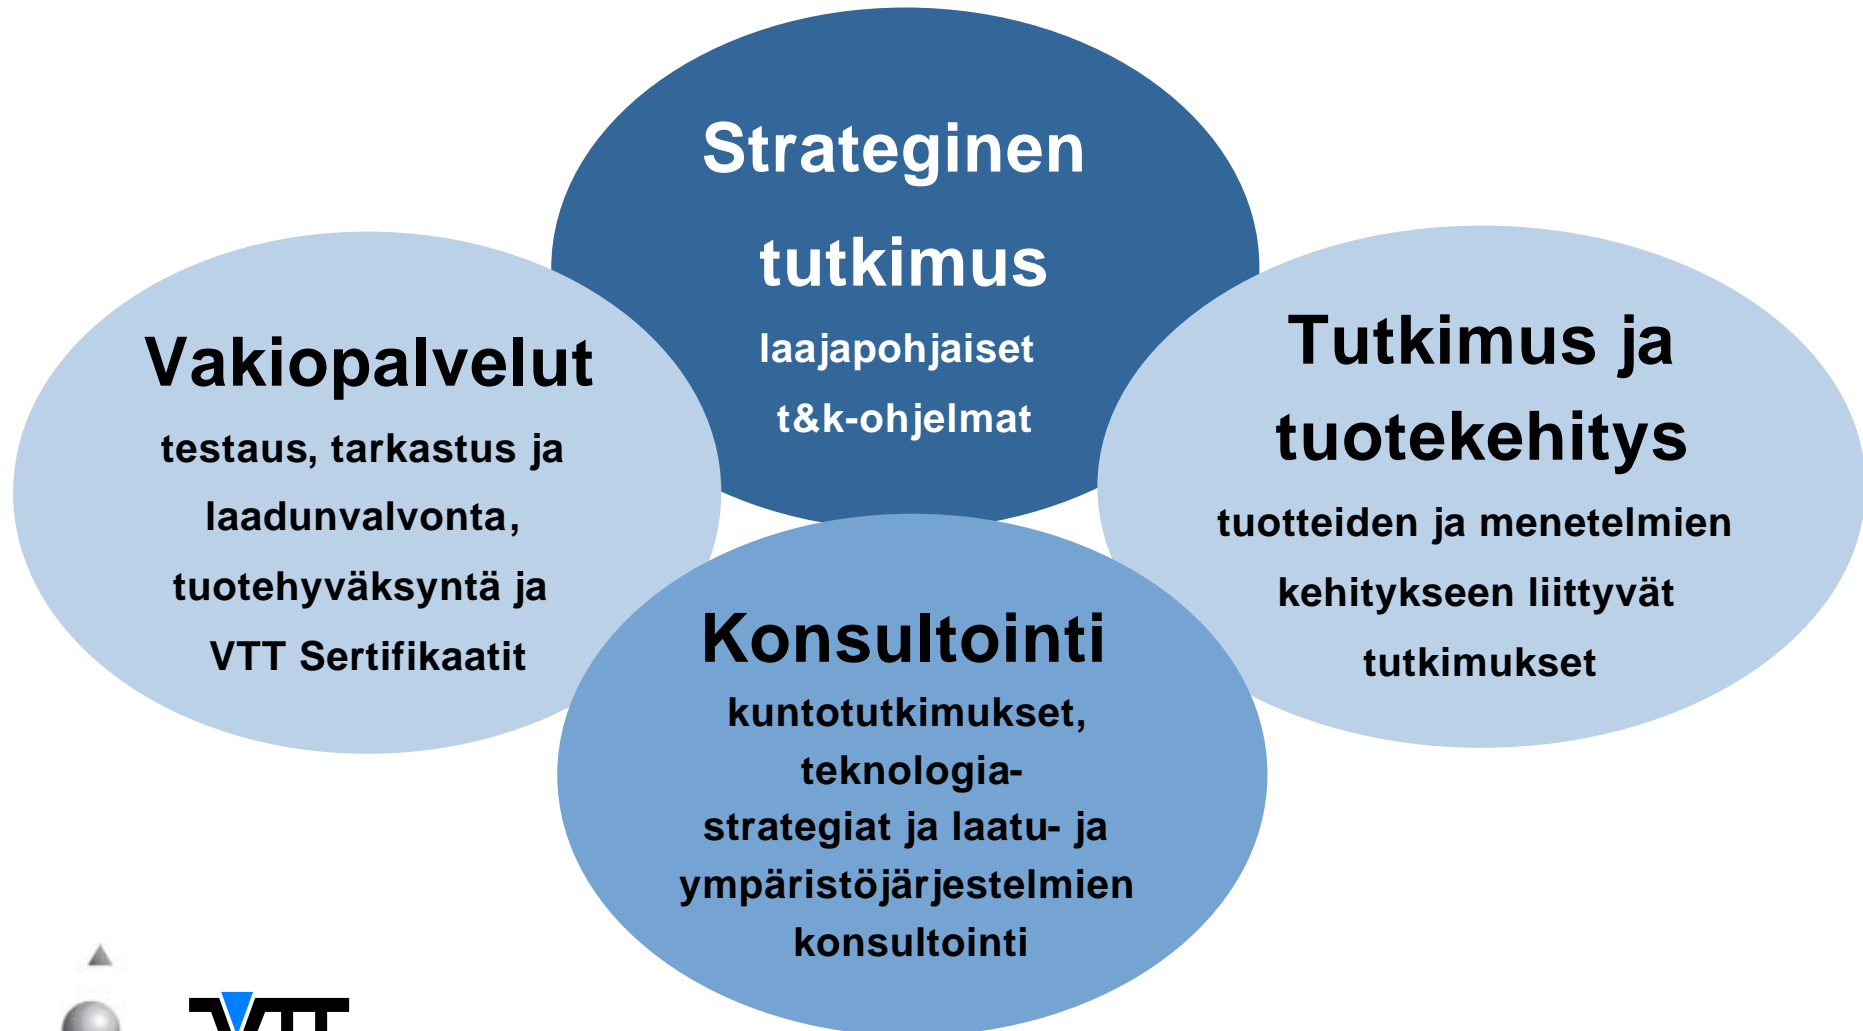 Strateginen
tutkimus
laajapohjaiset
t&k-ohjelmat
Vakiopalvelut
testaus, tarkastus ja
laadunvalvonta,
tuotehyväksyntä ja
VTT Sertifikaatit
Tutkimus ja
tuotekehitys
tuotteiden ja menetelmien
kehitykseen liittyvät
tutkimukset
Konsultointi
kuntotutkimukset,
teknologia-
strategiat ja laatu- ja
ympäristöjärjestelmien
konsultointi
VTT